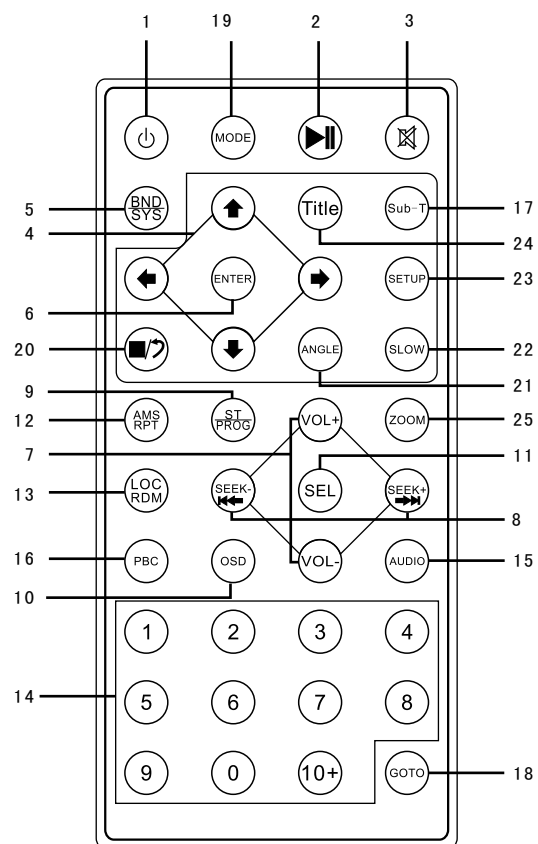 1 19 2 3
MODE
BND
SYS
Title
Sub-T
5
17
4
24
ENTER
SETUP
6
23
20
ANGLE
SLOW
22
9
21
AMS
RPT
ST
PROG
VOL+
ZOOM
12
25
7
11
LOC
RDM
SEEK-
SEL
SEEK+
13
8
PBC
OSD
VOL-
AUDIO
16
15
10
1 2 3 4
14
5 6 7 8
9 0 10+ GOTO
18